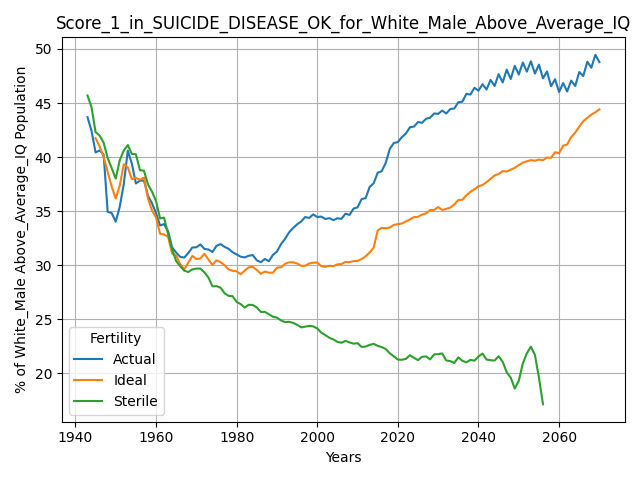 Score_1_in_SUICIDE_DISEASE_OK_for_White_Male_Above_Average_IQ
% of White_Male Above_Average_IQ Population
50
45
40
35
30
25
20
Fertility
Actual
Ideal
Sterile
1940 1960 1980 2000 2020 2040 2060
Years